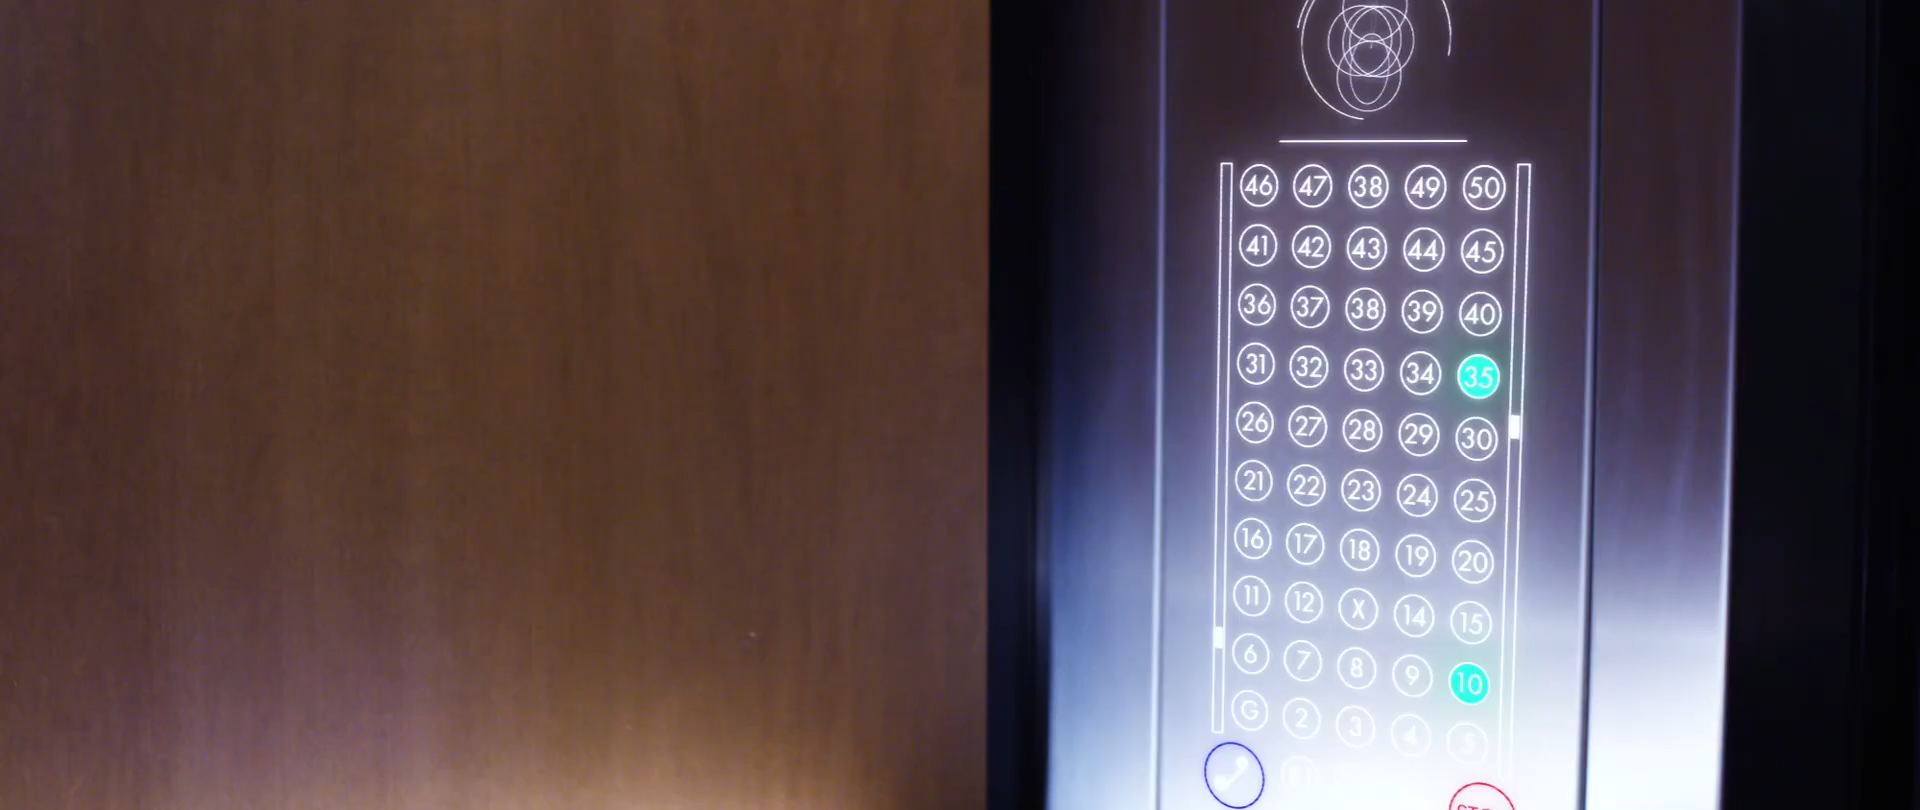 46 47 38 49 50
41 42 43 44 45
36 37 38 39 40
31 32 33 34 35
26 27 28 29 30
21 22 23 24 25
16 17 18 19 20
11 12 X 14 15
6 7 8 9 10
G 2 3 4 5